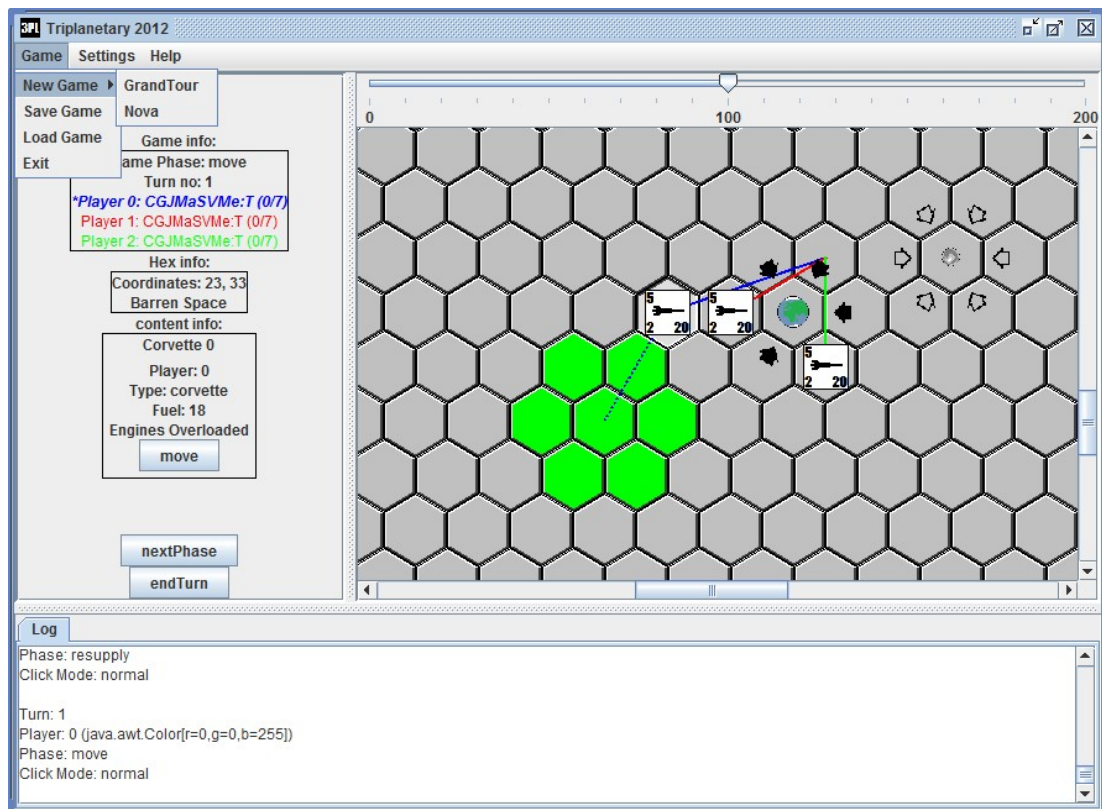 3PL Triplanetary 2012
Game Settings Help
New Game GrandTour
Save Game Nova
Load Game
Exit
0 100 200
Game info:
ame Phase: move
Turn no: 1
*Player 0: CGJMaSVMe:T (0/7)
Player 1: CGJMaSVMe:T (0/7)
Player 2: CGJMaSVMe:T (0/7)
Hex info:
Coordinates: 23, 33
Barren Space
content info:
Corvette 0
Player: 0
Type: corvette
Fuel: 18
Engines Overloaded
move
nextPhase
endTurn
5
2 20
5
2 20
5
2 20
Log
Phase: resupply
Click Mode: normal
Turn: 1
Player: 0 (java.awt.Color[r=0,g=0,b=255])
Phase: move
Click Mode: normal